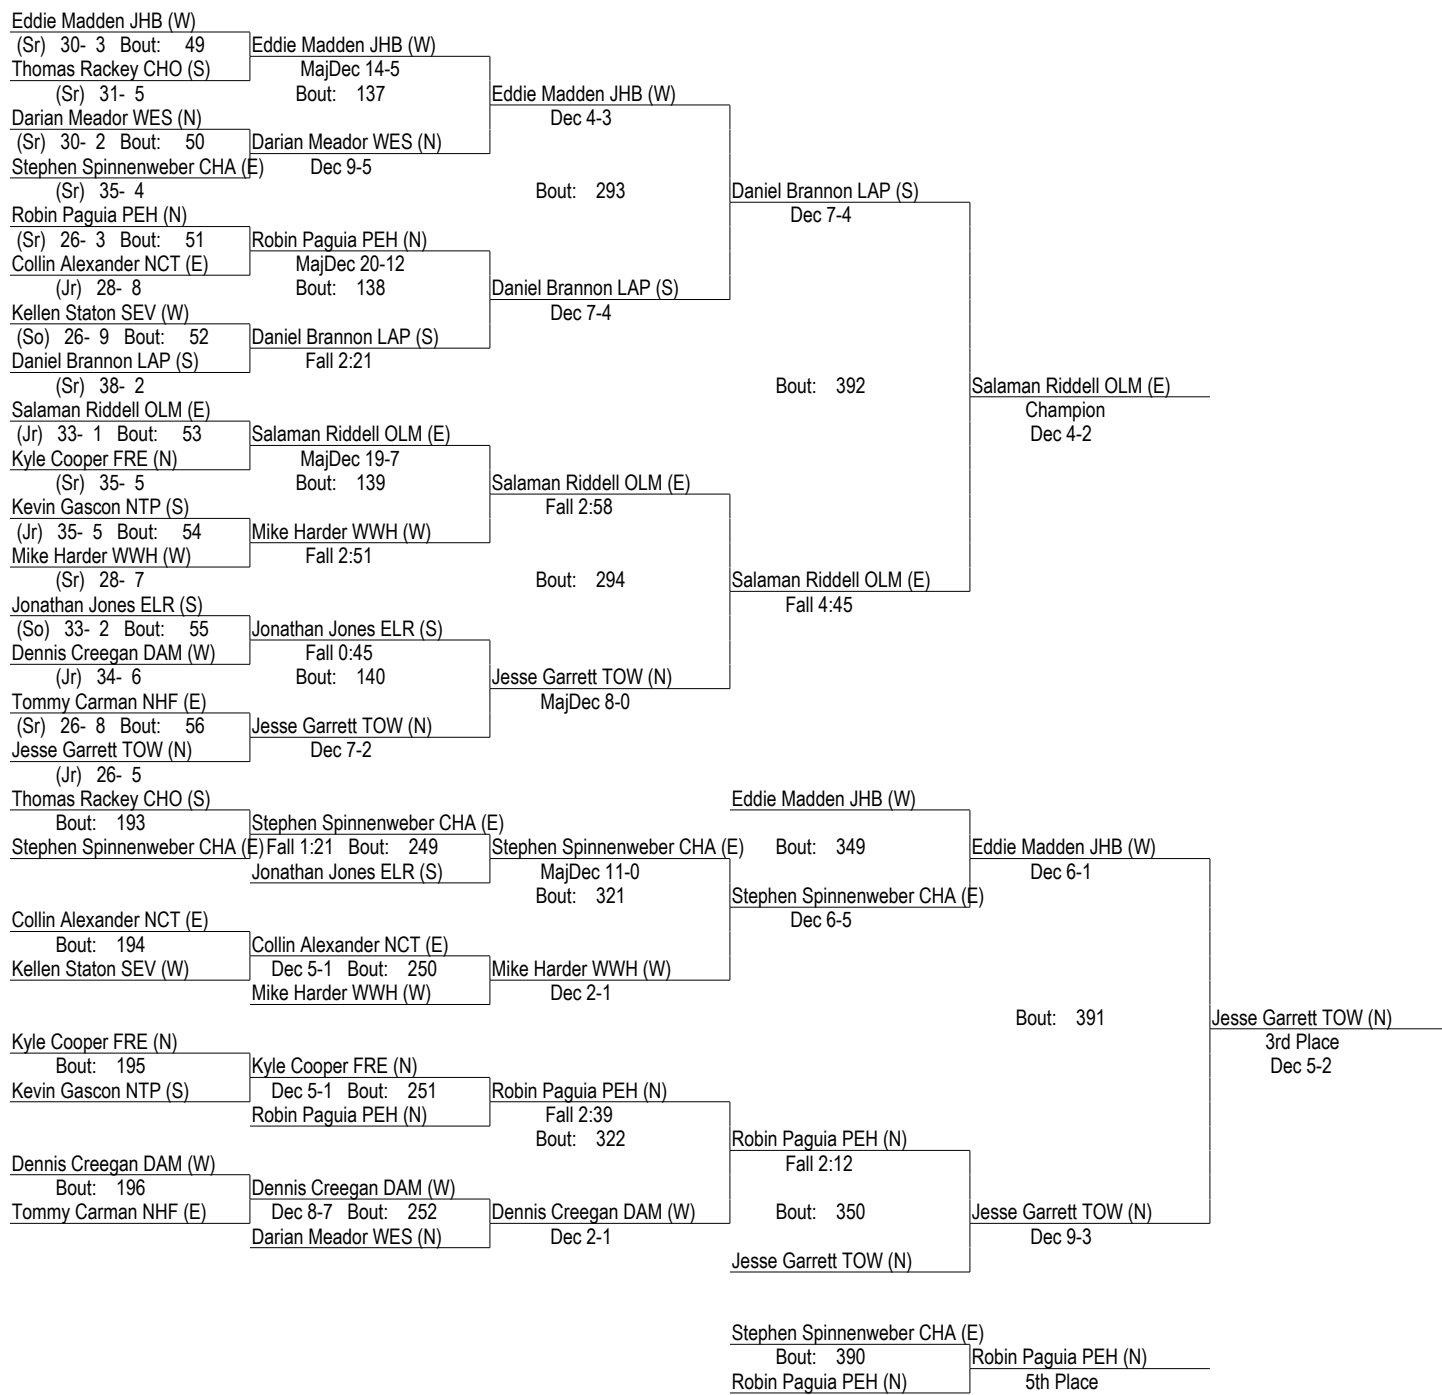 Eddie Madden JHB (W)
(Sr) 30- 3 Bout: 49 Eddie Madden JHB (W)
Thomas Rackey CHO (S) MajDec 14-5
(Sr) 31- 5 Bout: 137 Eddie Madden JHB (W)
Darian Meador WES (N) Dec 4-3
(Sr) 30- 2 Bout: 50 Darian Meador WES (N)
Stephen Spinnenweber CHA (E) Dec 9-5
(Sr) 35- 4 Bout: 293 Daniel Brannon LAP (S)
Robin Paguia PEH (N) Dec 7-4
(Sr) 26- 3 Bout: 51 Robin Paguia PEH (N)
Collin Alexander NCT (E) MajDec 20-12
(Jr) 28- 8 Bout: 138 Daniel Brannon LAP (S)
Kellen Staton SEV (W) Dec 7-4
(So) 26- 9 Bout: 52 Daniel Brannon LAP (S)
Daniel Brannon LAP (S) Fall 2:21
(Sr) 38- 2 Bout: 392 Salaman Riddell OLM (E)
Salaman Riddell OLM (E) Champion
(Jr) 33- 1 Bout: 53 Salaman Riddell OLM (E) Dec 4-2
Kyle Cooper FRE (N) MajDec 19-7
(Sr) 35- 5 Bout: 139 Salaman Riddell OLM (E)
Kevin Gascon NTP (S) Fall 2:58
(Jr) 35- 5 Bout: 54 Mike Harder WWH (W)
Mike Harder WWH (W) Fall 2:51
(Sr) 28- 7 Bout: 294 Salaman Riddell OLM (E)
Jonathan Jones ELR (S) Fall 4:45
(So) 33- 2 Bout: 55 Jonathan Jones ELR (S)
Dennis Creegan DAM (W) Fall 0:45
(Jr) 34- 6 Bout: 140 Jesse Garrett TOW (N)
Tommy Carman NHF (E) MajDec 8-0
(Sr) 26- 8 Bout: 56 Jesse Garrett TOW (N)
Jesse Garrett TOW (N) Dec 7-2
(Jr) 26- 5
Thomas Rackey CHO (S) Eddie Madden JHB (W)
Bout: 193 Stephen Spinnenweber CHA (E)
Stephen Spinnenweber CHA (E) Fall 1:21 Bout: 249 Stephen Spinnenweber CHA (E) Bout: 349 Eddie Madden JHB (W)
Jonathan Jones ELR (S) MajDec 11-0 Dec 6-1
Bout: 321 Stephen Spinnenweber CHA (E)
Collin Alexander NCT (E) Dec 6-5
Bout: 194 Collin Alexander NCT (E)
Kellen Staton SEV (W) Dec 5-1 Bout: 250 Mike Harder WWH (W)
Mike Harder WWH (W) Dec 2-1
Bout: 391 Jesse Garrett TOW (N)
Kyle Cooper FRE (N) 3rd Place
Bout: 195 Kyle Cooper FRE (N) Dec 5-2
Kevin Gascon NTP (S) Dec 5-1 Bout: 251 Robin Paguia PEH (N)
Robin Paguia PEH (N) Fall 2:39
Bout: 322 Robin Paguia PEH (N)
Dennis Creegan DAM (W) Fall 2:12
Bout: 196 Dennis Creegan DAM (W)
Tommy Carman NHF (E) Dec 8-7 Bout: 252 Dennis Creegan DAM (W) Bout: 350 Jesse Garrett TOW (N)
Darian Meador WES (N) Dec 2-1 Dec 9-3
Jesse Garrett TOW (N)
Stephen Spinnenweber CHA (E)
Bout: 390 Robin Paguia PEH (N)
Robin Paguia PEH (N) 5th Place